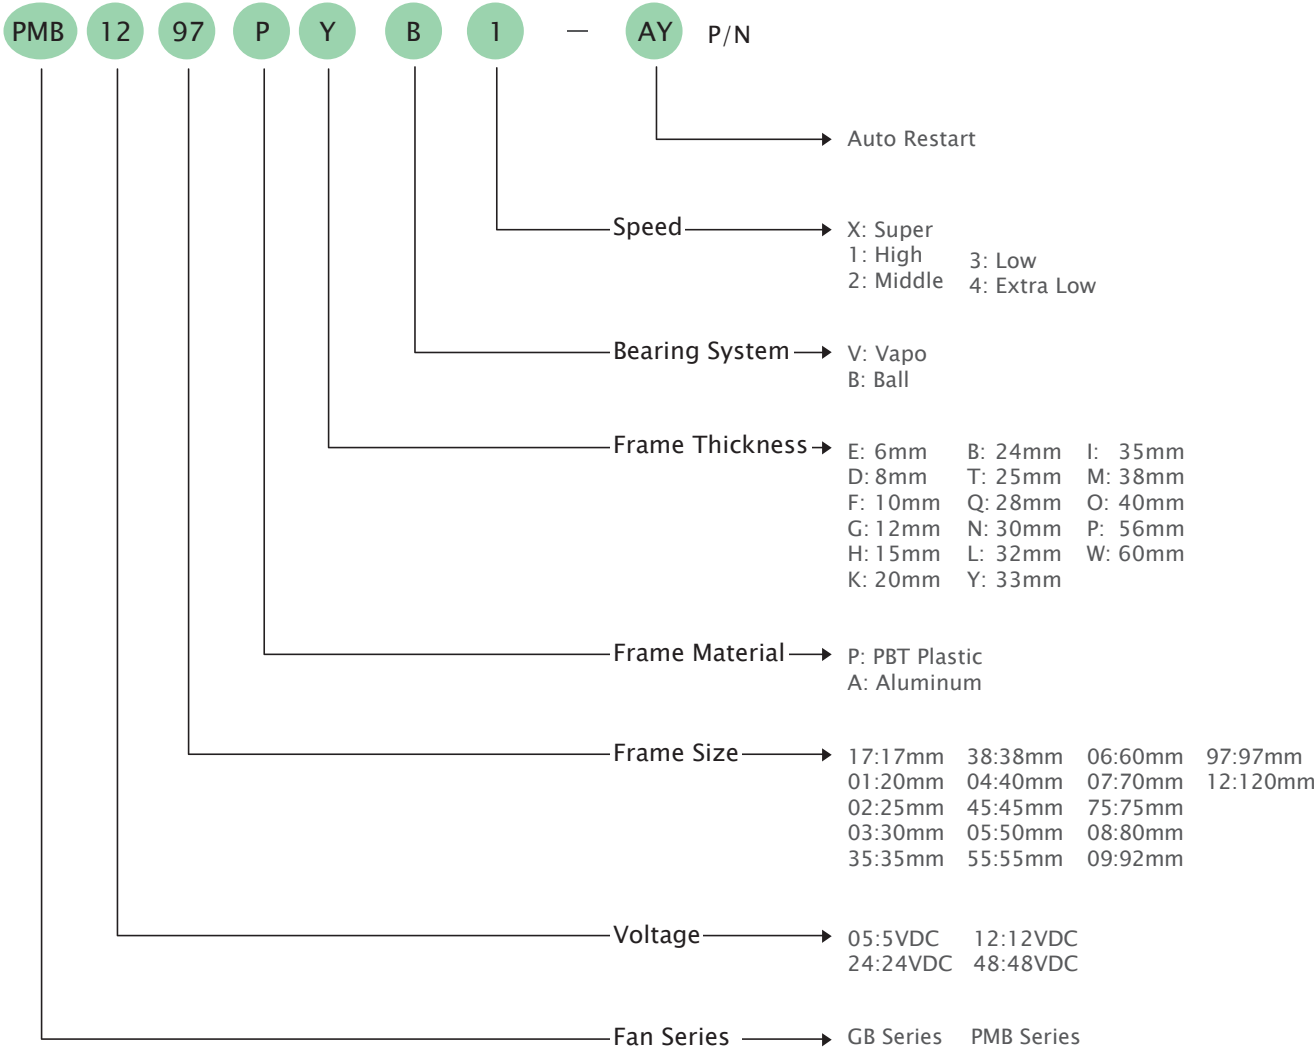 PMB 12 97 P Y B 1 — AY P/N
Auto Restart
Speed
X: Super
1: High 3: Low
2: Middle 4: Extra Low
Bearing System
V: Vapo
B: Ball
Frame Thickness
E: 6mm B: 24mm I: 35mm
D: 8mm T: 25mm M: 38mm
F: 10mm Q: 28mm O: 40mm
G: 12mm N: 30mm P: 56mm
H: 15mm L: 32mm W: 60mm
K: 20mm Y: 33mm
Frame Material
P: PBT Plastic
A: Aluminum
Frame Size
17:17mm 38:38mm 06:60mm 97:97mm
01:20mm 04:40mm 07:70mm 12:120mm
02:25mm 45:45mm 75:75mm
03:30mm 05:50mm 08:80mm
35:35mm 55:55mm 09:92mm
Voltage
05:5VDC 12:12VDC
24:24VDC 48:48VDC
Fan Series
GB Series PMB Series